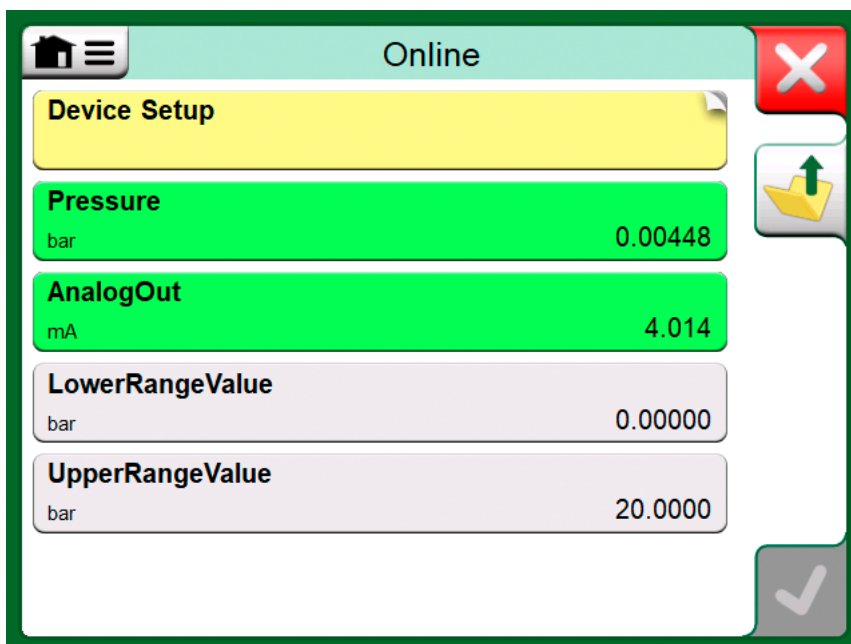 Online
Device Setup
Pressure
bar 0.00448
AnalogOut
mA 4.014
LowerRangeValue
bar 0.00000
UpperRangeValue
bar 20.0000